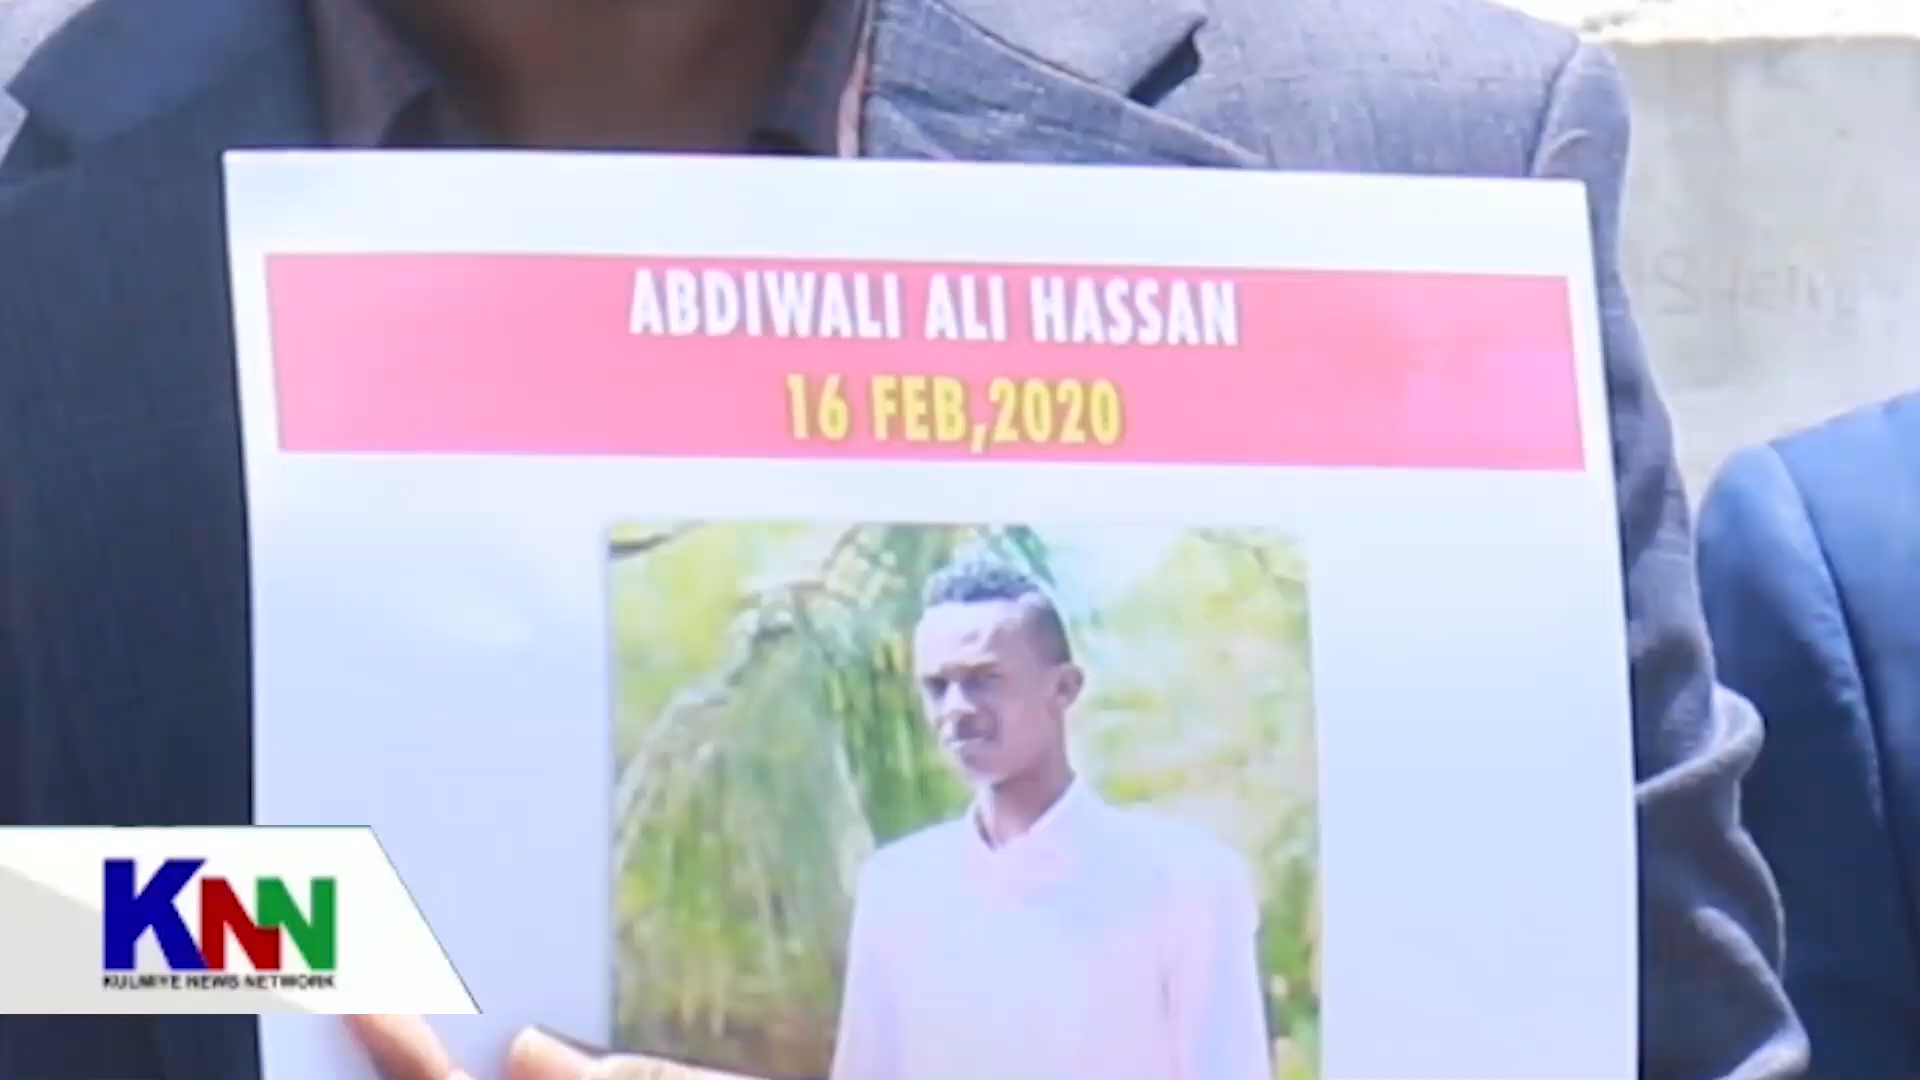 ABDIWALI ALI HASSAN
16 FEB,2020
KNN
KULMIYE NEWS NETWORK